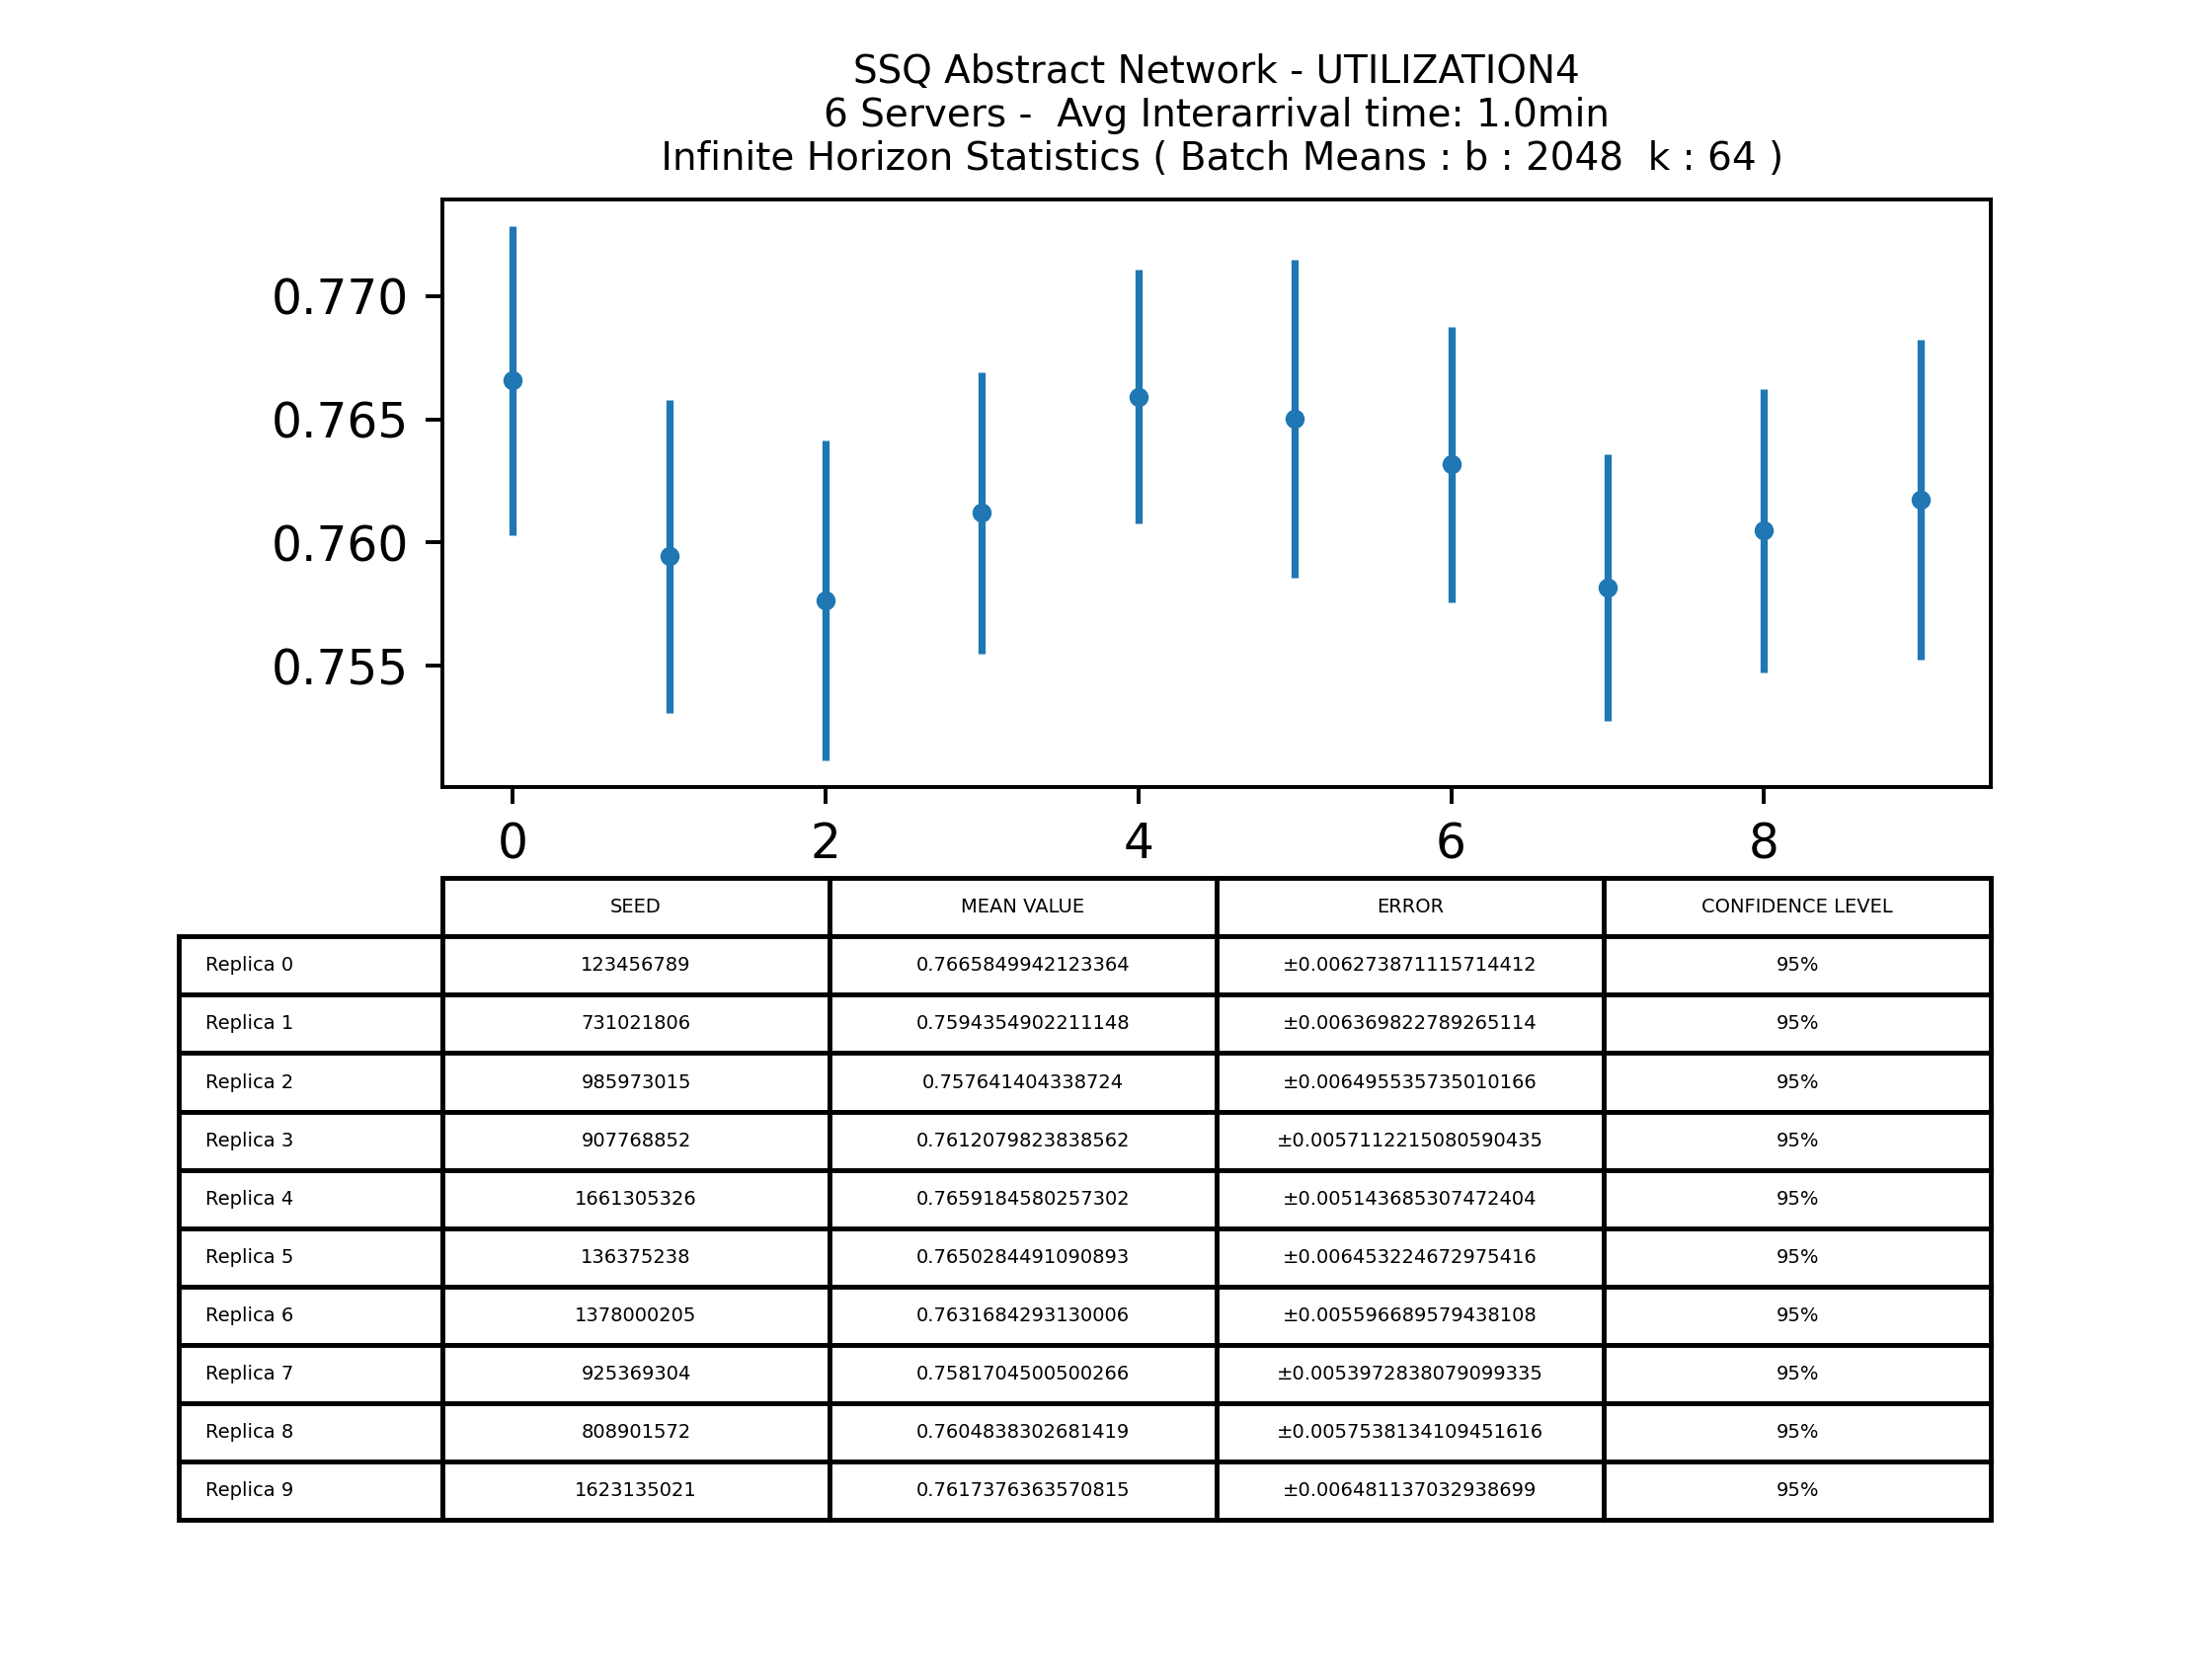 SSQ Abstract Network - UTILIZATION4
6 Servers -  Avg Interarrival time: 1.0min
Infinite Horizon Statistics ( Batch Means : b : 2048  k : 64 )
0.770
0.765
0.760
0.755
0 2 4 6 8
SEED MEAN VALUE ERROR CONFIDENCE LEVEL
Replica 0 123456789 0.7665849942123364 ±0.006273871115714412 95%
Replica 1 731021806 0.7594354902211148 ±0.006369822789265114 95%
Replica 2 985973015 0.757641404338724 ±0.006495535735010166 95%
Replica 3 907768852 0.7612079823838562 ±0.0057112215080590435 95%
Replica 4 1661305326 0.7659184580257302 ±0.005143685307472404 95%
Replica 5 136375238 0.7650284491090893 ±0.006453224672975416 95%
Replica 6 1378000205 0.7631684293130006 ±0.005596689579438108 95%
Replica 7 925369304 0.7581704500500266 ±0.0053972838079099335 95%
Replica 8 808901572 0.7604838302681419 ±0.0057538134109451616 95%
Replica 9 1623135021 0.7617376363570815 ±0.006481137032938699 95%